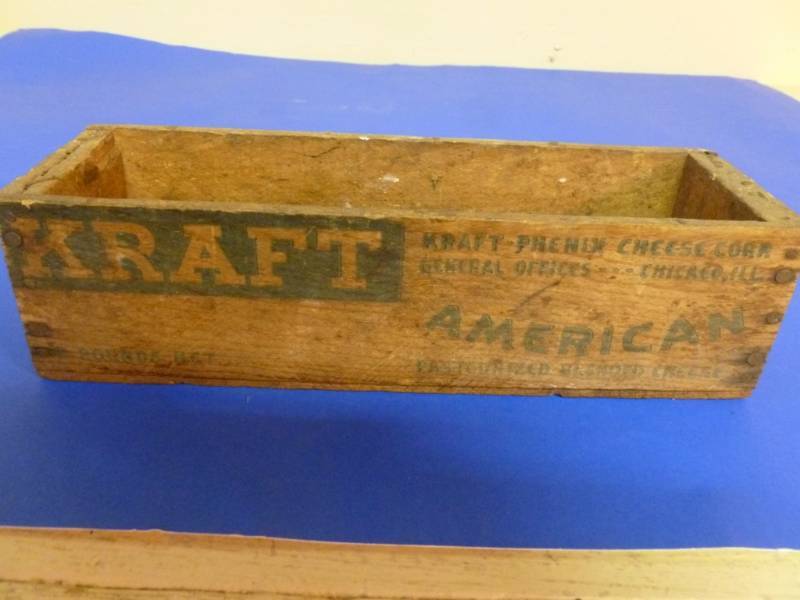 KRAFT
POUNDS NET
KRAFT-PHENIX CHEESE CORP.
GENERAL OFFICES - - - CHICAGO, ILL.
AMERICAN
PASTEURIZED BLENDED CHEESE